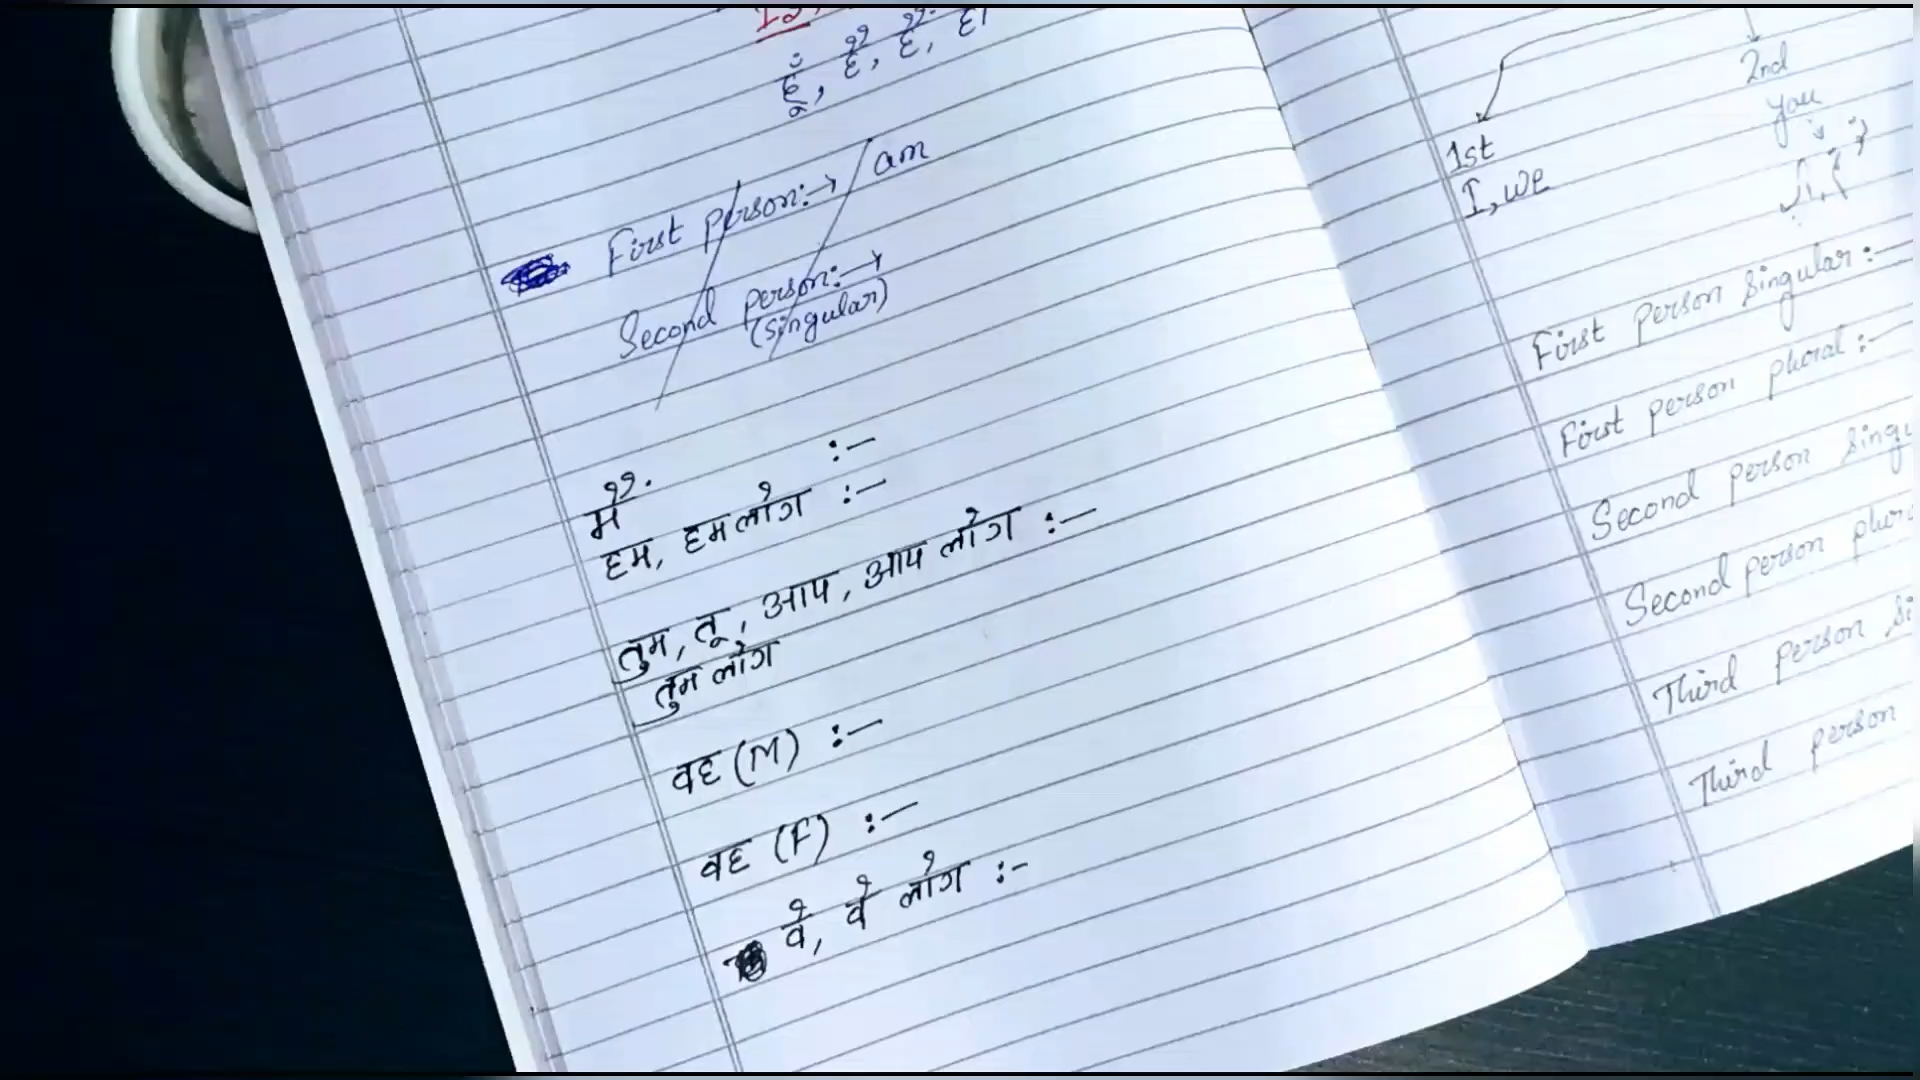 हूँ, हैं, हैं, हो
First person:→ am
Second person:→
(singular)
मैं :-
हम, हम लोग :-
तुम, तू, आप, आप लोग :-
तुम लोग
वह (M) :-
वह (F) :-
वे, वे लोग :-
1st
I, we
2nd
you
First person singular :-
First person plural :-
Second person
Second person
Third person
Third person